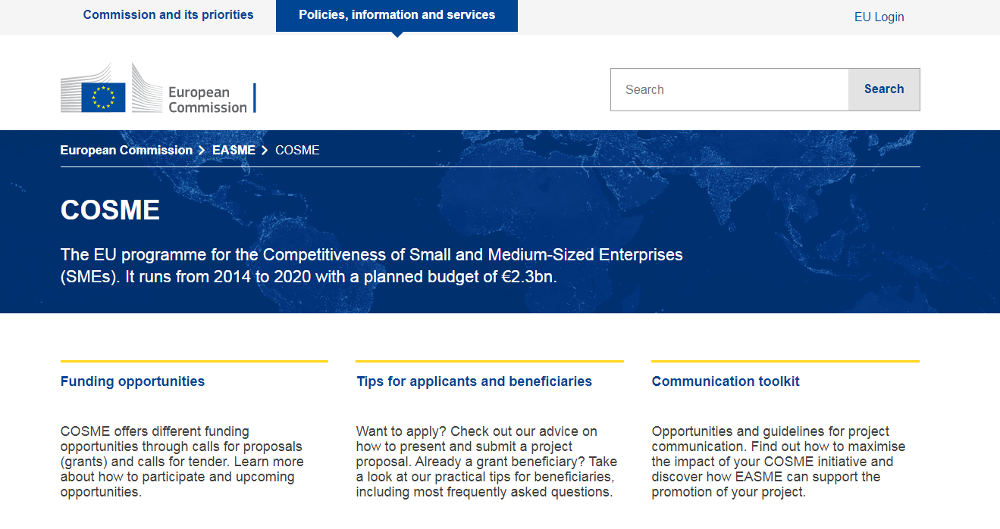 Commission and its priorities
Policies, information and services
EU Login
European
Commission
Search
Search
European Commission > EASME > COSME
COSME
The EU programme for the Competitiveness of Small and Medium-Sized Enterprises
(SMEs). It runs from 2014 to 2020 with a planned budget of €2.3bn.
Funding opportunities
COSME offers different funding
opportunities through calls for proposals
(grants) and calls for tender. Learn more
about how to participate and upcoming
opportunities.
Tips for applicants and beneficiaries
Want to apply? Check out our advice on
how to present and submit a project
proposal. Already a grant beneficiary? Take
a look at our practical tips for beneficiaries,
including most frequently asked questions.
Communication toolkit
Opportunities and guidelines for project
communication. Find out how to maximise
the impact of your COSME initiative and
discover how EASME can support the
promotion of your project.